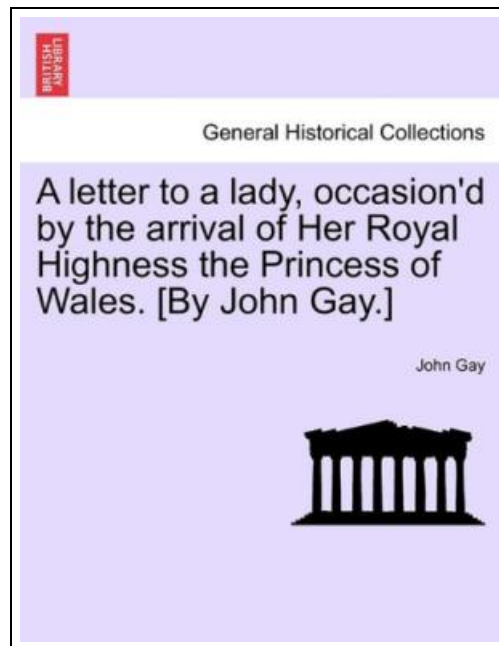 BRITISH
LIBRARY
General Historical Collections
A letter to a lady, occasion'd
by the arrival of Her Royal
Highness the Princess of
Wales. [By John Gay.]
John Gay